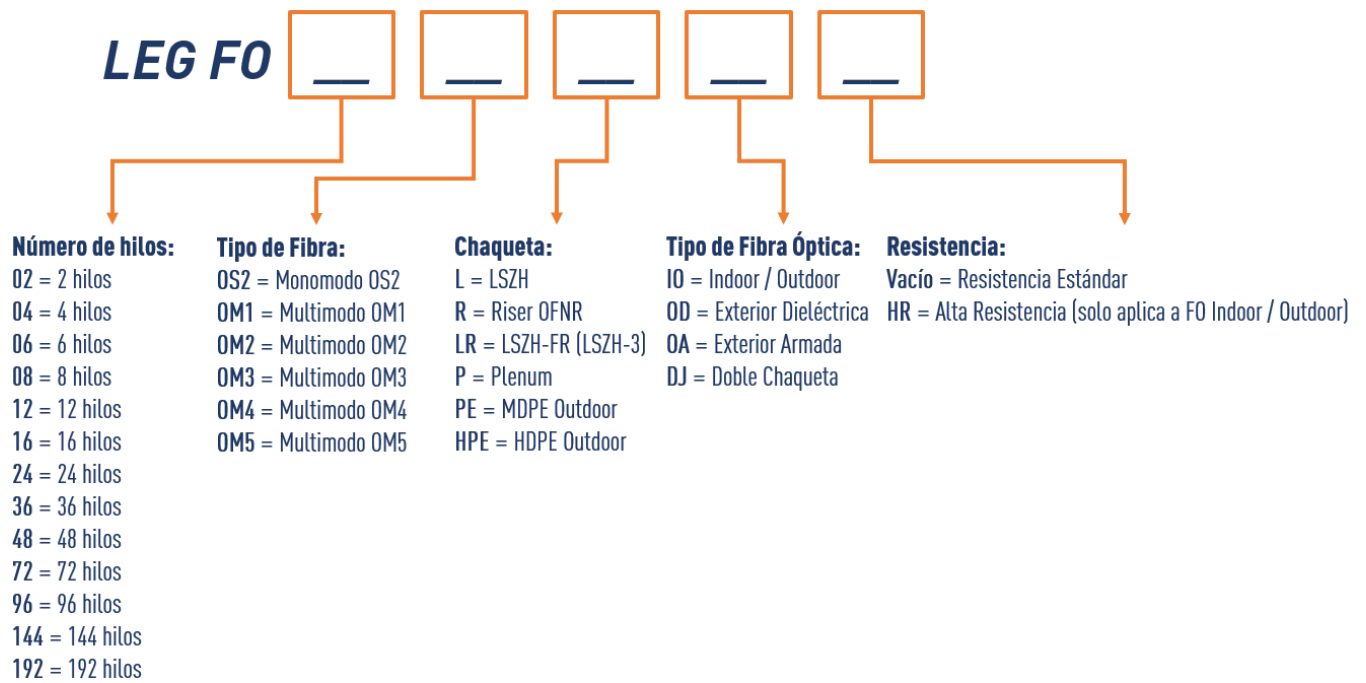 LEG FO __ __ __ __ __
Número de hilos:
02 = 2 hilos
04 = 4 hilos
06 = 6 hilos
08 = 8 hilos
12 = 12 hilos
16 = 16 hilos
24 = 24 hilos
36 = 36 hilos
48 = 48 hilos
72 = 72 hilos
96 = 96 hilos
144 = 144 hilos
192 = 192 hilos
Tipo de Fibra:
OS2 = Monomodo OS2
OM1 = Multimodo OM1
OM2 = Multimodo OM2
OM3 = Multimodo OM3
OM4 = Multimodo OM4
OM5 = Multimodo OM5
Chaqueta:
L = LSZH
R = Riser OFNR
LR = LSZH-FR (LSZH-3)
P = Plenum
PE = MDPE Outdoor
HPE = HDPE Outdoor
Tipo de Fibra Óptica:
IO = Indoor / Outdoor
OD = Exterior Dieléctrica
OA = Exterior Armada
DJ = Doble Chaqueta
Resistencia:
Vacío = Resistencia Estándar
HR = Alta Resistencia (solo aplica a FO Indoor / Outdoor)